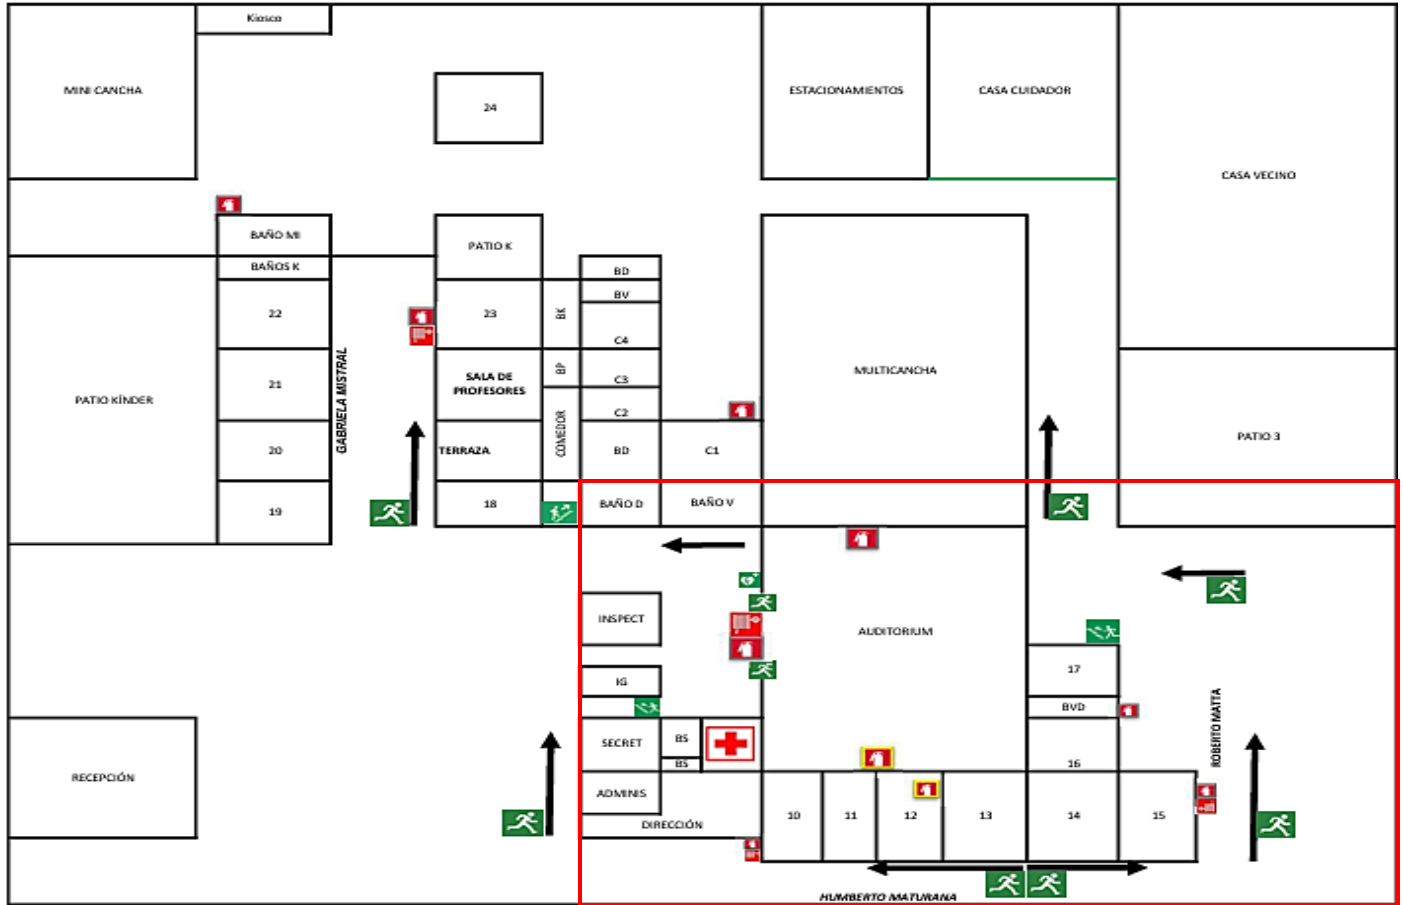 Kiosco
MINI CANCHA
24
ESTACIONAMIENTOS
CASA CUIDADOR
CASA VECINO
BAÑO MI
BAÑOS K
22
21
20
19
PATIO KÍNDER
GABRIELA MISTRAL
PATIO K
23
SALA DE
PROFESORES
TERRAZA
18
BK
BP
COMEDOR
BD
BV
C4
C3
C2
BD
C1
BAÑO D
BAÑO V
MULTICANCHA
PATIO 3
INSPECT
IG
SECRET
BS
BS
ADMINIS
DIRECCIÓN
AUDITORIUM
17
BVD
16
ROBERTO MATTA
10
11
12
13
14
15
RECEPCIÓN
HUMBERTO MATURANA